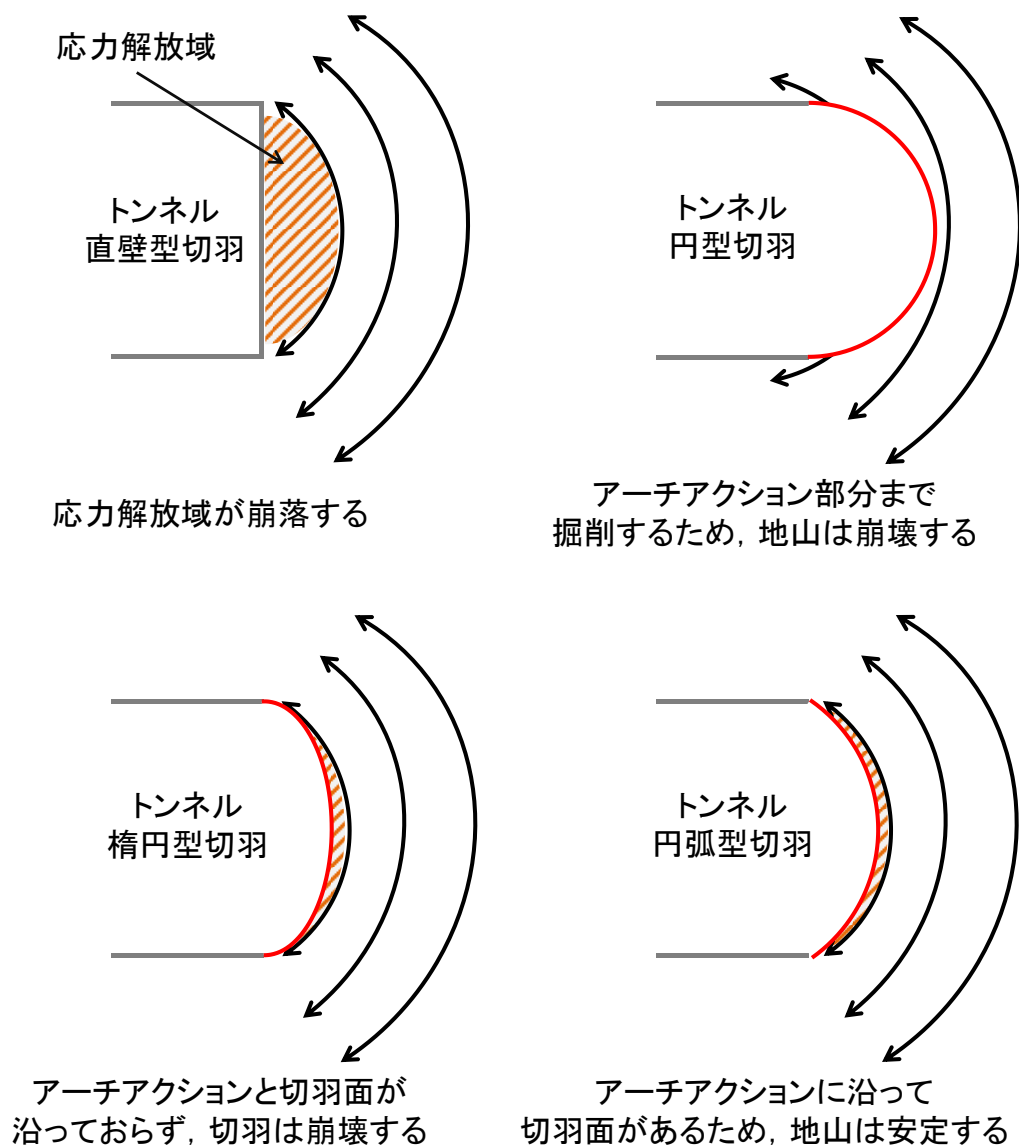 応力解放域
トンネル
直壁型切羽
応力解放域が崩落する
トンネル
円型切羽
アーチアクション部分まで
掘削するため, 地山は崩壊する
トンネル
楕円型切羽
アーチアクションと切羽面が
沿っておらず, 切羽は崩壊する
トンネル
円弧型切羽
アーチアクションに沿って
切羽面があるため, 地山は安定する